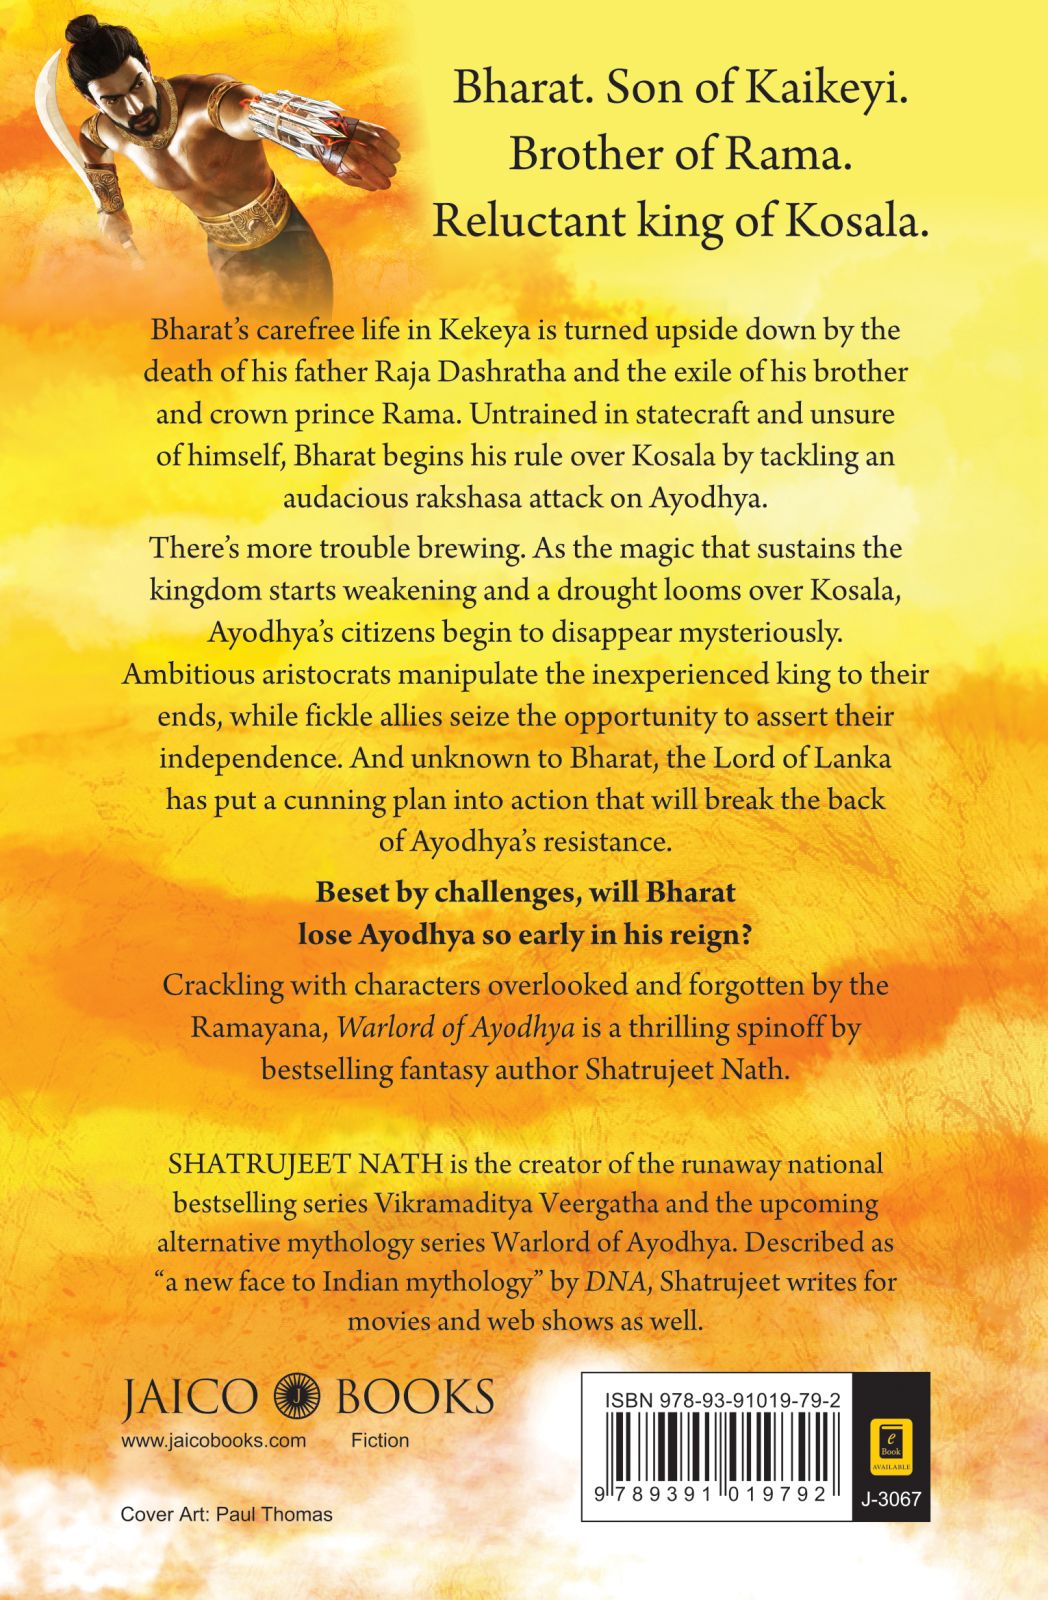 Bharat. Son of Kaikeyi.
Brother of Rama.
Reluctant king of Kosala.
Bharat’s carefree life in Kekeya is turned upside down by the
death of his father Raja Dashratha and the exile of his brother
and crown prince Rama. Untrained in statecraft and unsure
of himself, Bharat begins his rule over Kosala by tackling an
audacious rakshasa attack on Ayodhya.
There’s more trouble brewing. As the magic that sustains the
kingdom starts weakening and a drought looms over Kosala,
Ayodhya’s citizens begin to disappear mysteriously.
Ambitious aristocrats manipulate the inexperienced king to their
ends, while fickle allies seize the opportunity to assert their
independence. And unknown to Bharat, the Lord of Lanka
has put a cunning plan into action that will break the back
of Ayodhya’s resistance.
Beset by challenges, will Bharat
lose Ayodhya so early in his reign?
Crackling with characters overlooked and forgotten by the
Ramayana, Warlord of Ayodhya is a thrilling spinoff by
bestselling fantasy author Shatrujeet Nath.
SHATRUJEET NATH is the creator of the runaway national
bestselling series Vikramaditya Veergatha and the upcoming
alternative mythology series Warlord of Ayodhya. Described as
“a new face to Indian mythology” by DNA, Shatrujeet writes for
movies and web shows as well.
JAICO J BOOKS
www.jaicobooks.com Fiction
Cover Art: Paul Thomas
ISBN 978-93-91019-79-2
9 789391 019792
e
Book
AVAILABLE
J-3067